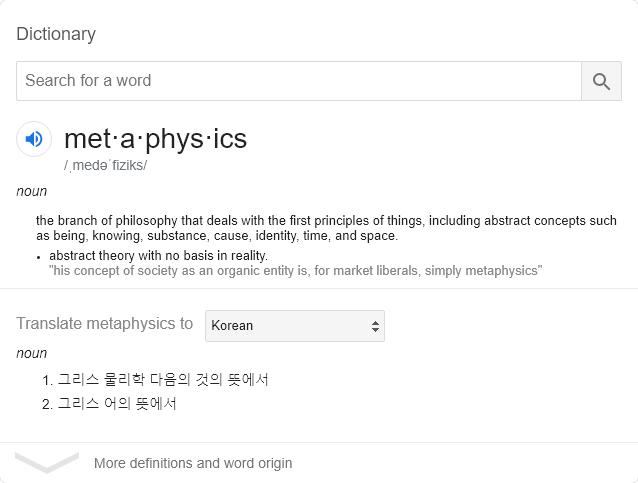 Dictionary
Search for a word
met·a·phys·ics
/ˌmedəˈfiziks/
noun
the branch of philosophy that deals with the first principles of things, including abstract concepts such
as being, knowing, substance, cause, identity, time, and space.
• abstract theory with no basis in reality.
"his concept of society as an organic entity is, for market liberals, simply metaphysics"
Translate metaphysics to Korean
noun
1. 그리스 물리학 다음의 것의 뜻에서
2. 그리스 어의 뜻에서
More definitions and word origin